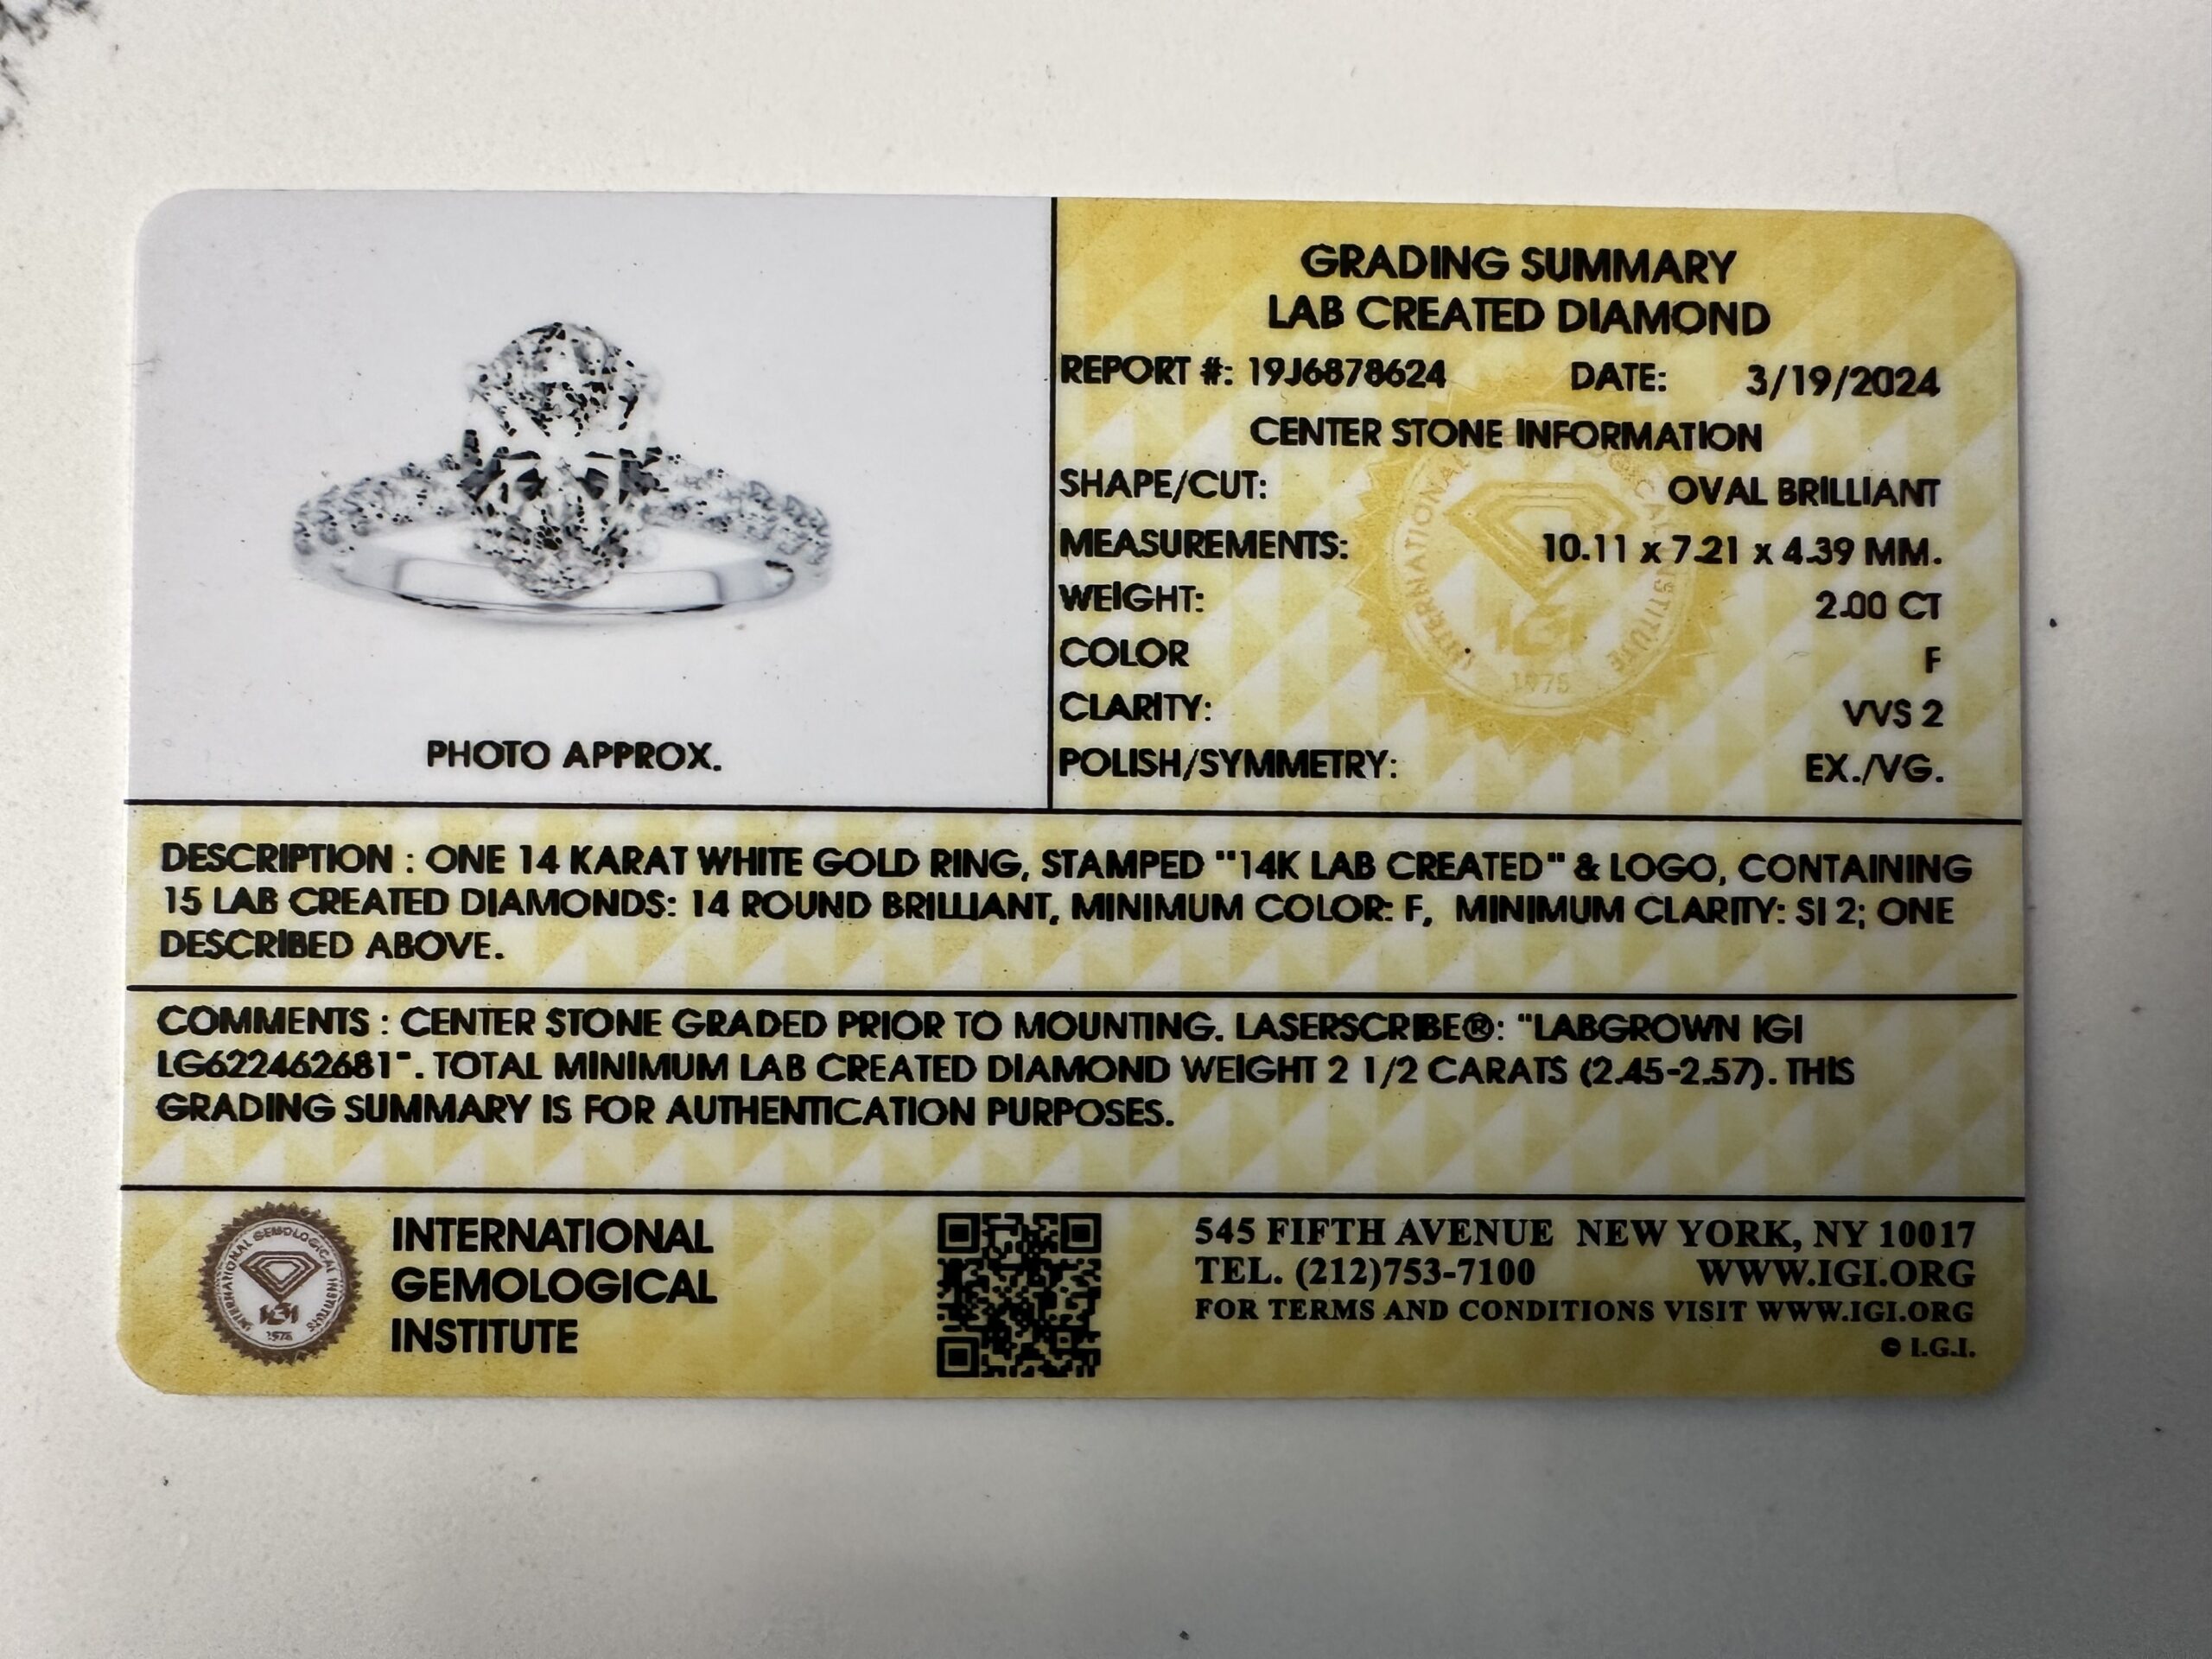 GRADING SUMMARY
LAB CREATED DIAMOND
REPORT #: 19J6878624 DATE: 3/19/2024
CENTER STONE INFORMATION
SHAPE/CUT: OVAL BRILLIANT
MEASUREMENTS: 10.11 x 7.21 x 4.39 MM.
WEIGHT: 2.00 CT
COLOR F
CLARITY: VVS 2
POLISH/SYMMETRY: EX./VG.
PHOTO APPROX.
DESCRIPTION : ONE 14 KARAT WHITE GOLD RING, STAMPED "14K LAB CREATED" & LOGO, CONTAINING
15 LAB CREATED DIAMONDS: 14 ROUND BRILLIANT, MINIMUM COLOR: F, MINIMUM CLARITY: SI 2; ONE
DESCRIBED ABOVE.
COMMENTS : CENTER STONE GRADED PRIOR TO MOUNTING. LASERSCRIBE®: "LABGROWN IGI
LG622462681". TOTAL MINIMUM LAB CREATED DIAMOND WEIGHT 2 1/2 CARATS (2.45-2.57). THIS
GRADING SUMMARY IS FOR AUTHENTICATION PURPOSES.
INTERNATIONAL GEMOLOGICAL INSTITUTE
IGI
1975
INTERNATIONAL
GEMOLOGICAL
INSTITUTE
545 FIFTH AVENUE NEW YORK, NY 10017
TEL. (212)753-7100 WWW.IGI.ORG
FOR TERMS AND CONDITIONS VISIT WWW.IGI.ORG
© I.G.I.